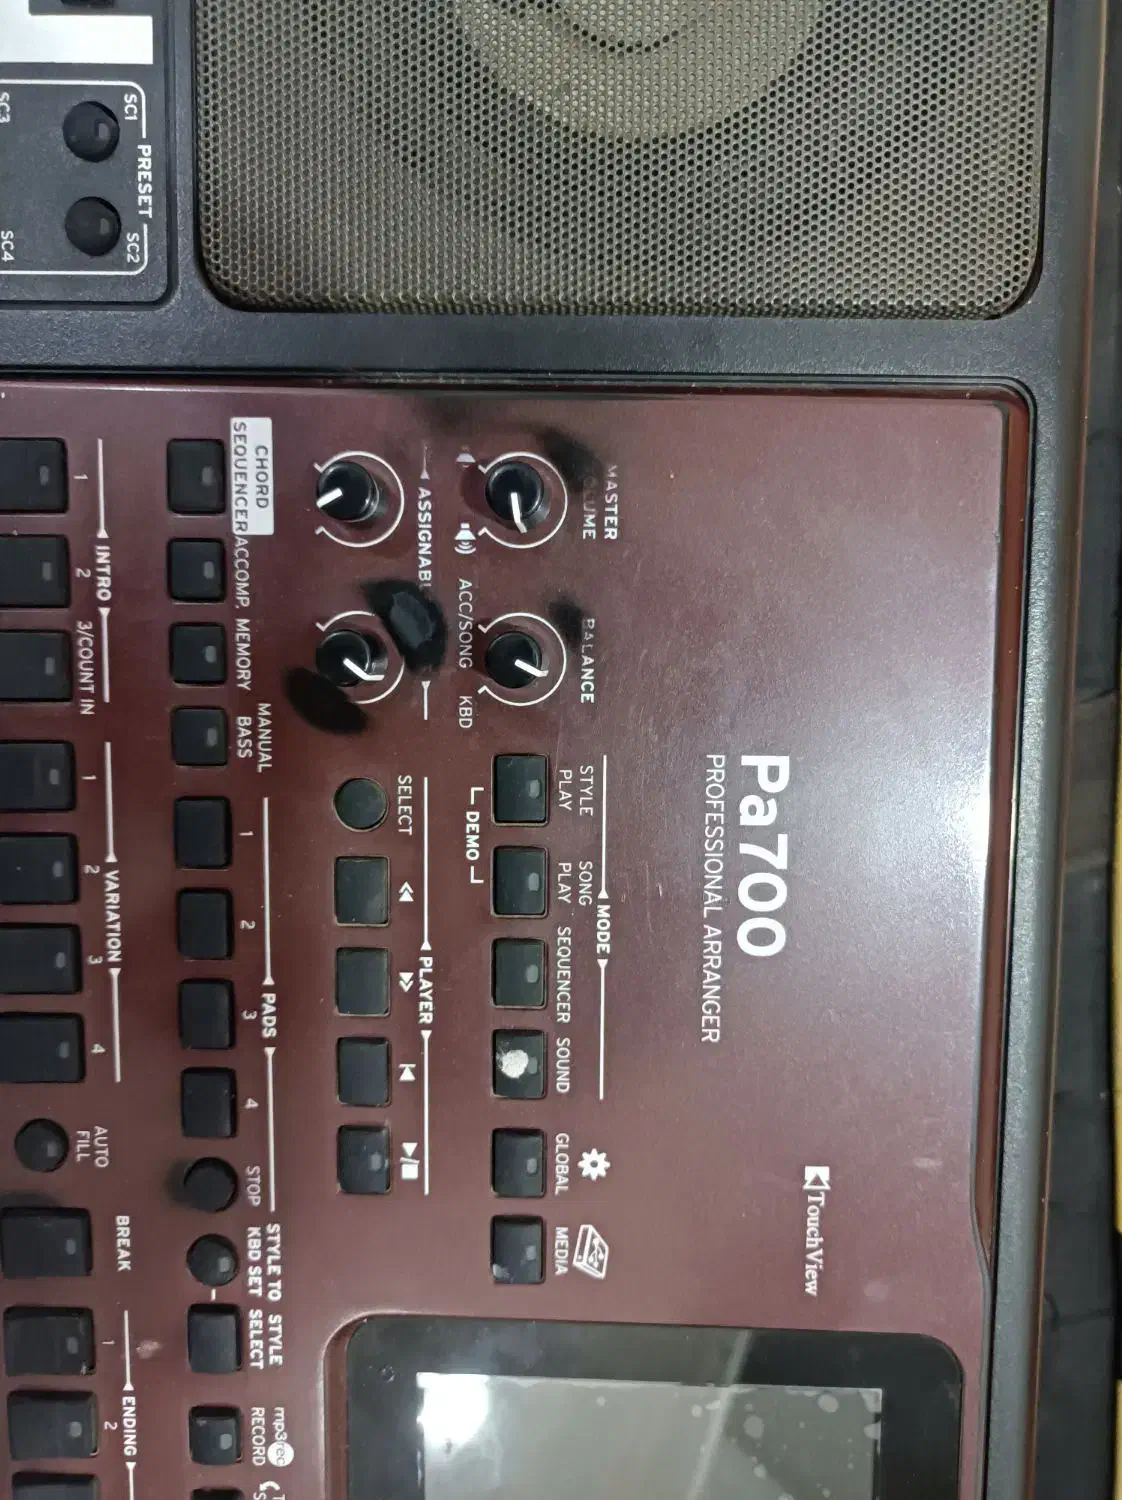 PRESET
SC1 SC2
SC3 SC4
Pa700
PROFESSIONAL ARRANGER
TouchView
MASTER
BALANCE
ACC/SONG KBD
MODE
STYLE PLAY
SONG PLAY
SEQUENCER
SOUND
GLOBAL
MEDIA
DEMO
PLAYER
SELECT
CHORD
SEQUENCER
ACCOMP.
MEMORY
MANUAL
BASS
PADS
1 2 3 4
STOP
STYLE TO
KBD SET
STYLE
SELECT
mp3rec
RECORD
INTRO
1 2 3/COUNT IN
VARIATION
1 2 3 4
AUTO
FILL
BREAK
ENDING
1 2